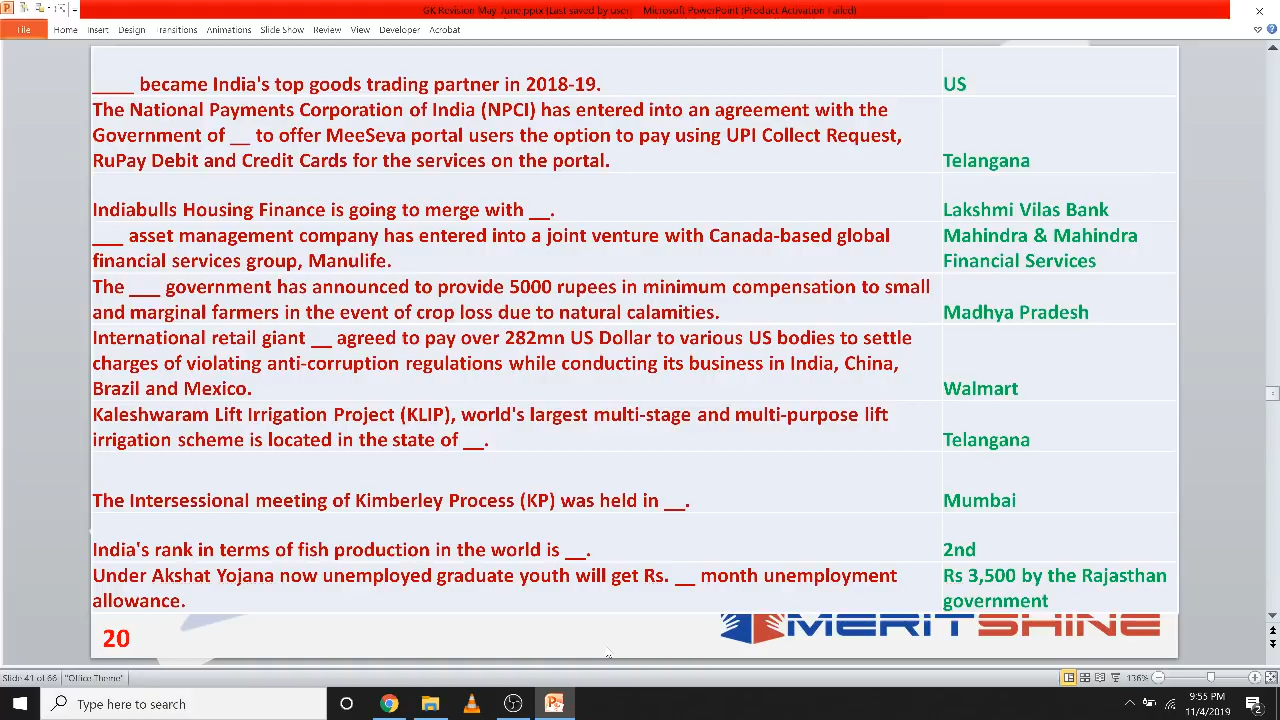 GK Revision May-June.pptx [Last saved by user] - Microsoft PowerPoint (Product Activation Failed)
File Home Insert Design Transitions Animations Slide Show Review View Developer Acrobat
____ became India's top goods trading partner in 2018-19. US
The National Payments Corporation of India (NPCI) has entered into an agreement with the
Government of __ to offer MeeSeva portal users the option to pay using UPI Collect Request,
RuPay Debit and Credit Cards for the services on the portal. Telangana
Indiabulls Housing Finance is going to merge with __. Lakshmi Vilas Bank
___ asset management company has entered into a joint venture with Canada-based global Mahindra & Mahindra
financial services group, Manulife. Financial Services
The ___ government has announced to provide 5000 rupees in minimum compensation to small
and marginal farmers in the event of crop loss due to natural calamities. Madhya Pradesh
International retail giant __ agreed to pay over 282mn US Dollar to various US bodies to settle
charges of violating anti-corruption regulations while conducting its business in India, China,
Brazil and Mexico. Walmart
Kaleshwaram Lift Irrigation Project (KLIP), world's largest multi-stage and multi-purpose lift
irrigation scheme is located in the state of __. Telangana
The Intersessional meeting of Kimberley Process (KP) was held in __. Mumbai
India's rank in terms of fish production in the world is __. 2nd
Under Akshat Yojana now unemployed graduate youth will get Rs. __ month unemployment Rs 3,500 by the Rajasthan
allowance. government
20 MERITSHINE
Slide 41 of 66 "Office Theme" 136%
Type here to search
9:55 PM
11/4/2019
2